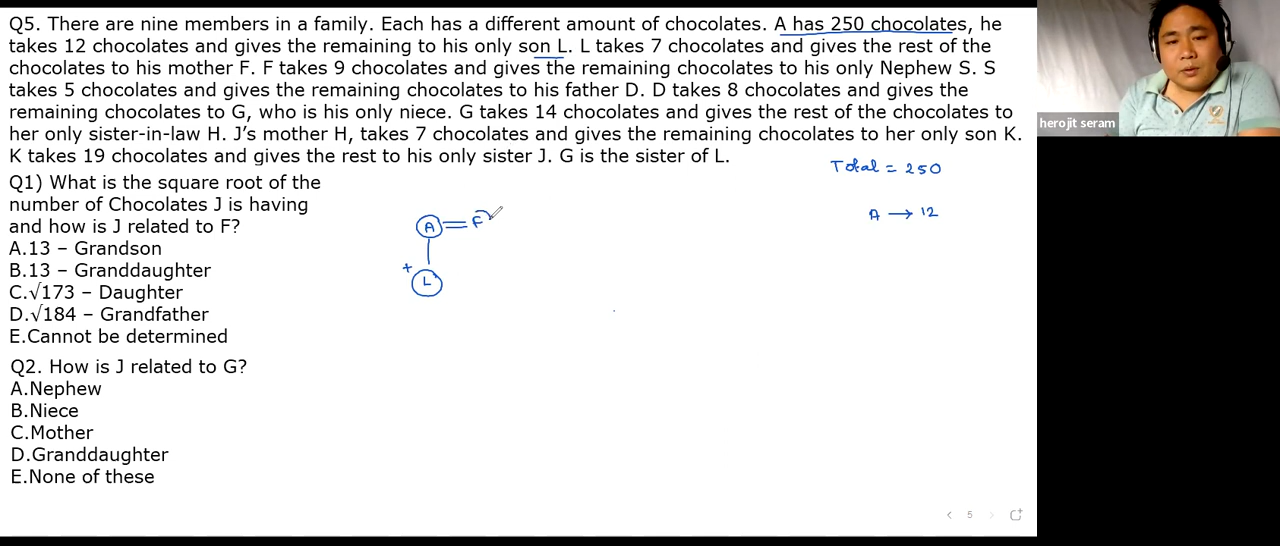 Q5. There are nine members in a family. Each has a different amount of chocolates. A has 250 chocolates, he
takes 12 chocolates and gives the remaining to his only son L. L takes 7 chocolates and gives the rest of the
chocolates to his mother F. F takes 9 chocolates and gives the remaining chocolates to his only Nephew S. S
takes 5 chocolates and gives the remaining chocolates to his father D. D takes 8 chocolates and gives the
remaining chocolates to G, who is his only niece. G takes 14 chocolates and gives the rest of the chocolates to
her only sister-in-law H. J's mother H, takes 7 chocolates and gives the remaining chocolates to her only son K.
K takes 19 chocolates and gives the rest to his only sister J. G is the sister of L.
Total = 250
A → 12
Q1) What is the square root of the
number of Chocolates J is having
and how is J related to F?
A.13 – Grandson
B.13 – Granddaughter
C.√173 – Daughter
D.√184 – Grandfather
E.Cannot be determined
A = F
+
L
Q2. How is J related to G?
A.Nephew
B.Niece
C.Mother
D.Granddaughter
E.None of these
herojit seram
5